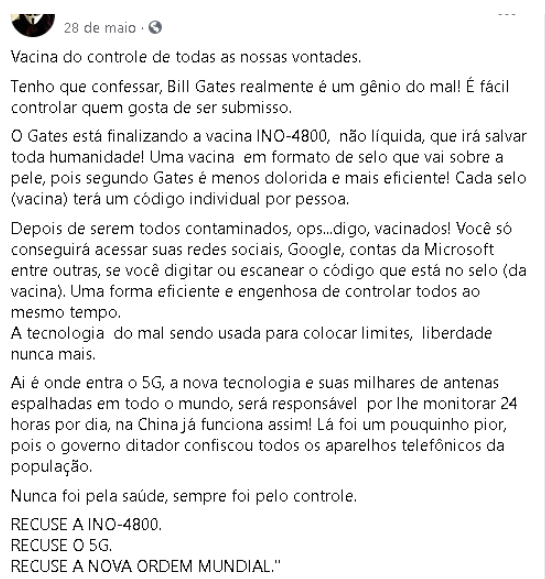 28 de maio ·
Vacina do controle de todas as nossas vontades.
Tenho que confessar, Bill Gates realmente é um gênio do mal! É fácil
controlar quem gosta de ser submisso.
O Gates está finalizando a vacina INO-4800, não líquida, que irá salvar
toda humanidade! Uma vacina em formato de selo que vai sobre a
pele, pois segundo Gates é menos dolorida e mais eficiente! Cada selo
(vacina) terá um código individual por pessoa.
Depois de serem todos contaminados, ops...digo, vacinados! Você só
conseguirá acessar suas redes sociais, Google, contas da Microsoft
entre outras, se você digitar ou escanear o código que está no selo (da
vacina). Uma forma eficiente e engenhosa de controlar todos ao
mesmo tempo.
A tecnologia do mal sendo usada para colocar limites, liberdade
nunca mais.
Ai é onde entra o 5G, a nova tecnologia e suas milhares de antenas
espalhadas em todo o mundo, será responsável por lhe monitorar 24
horas por dia, na China já funciona assim! Lá foi um pouquinho pior,
pois o governo ditador confiscou todos os aparelhos telefônicos da
população.
Nunca foi pela saúde, sempre foi pelo controle.
RECUSE A INO-4800.
RECUSE O 5G.
RECUSE A NOVA ORDEM MUNDIAL."